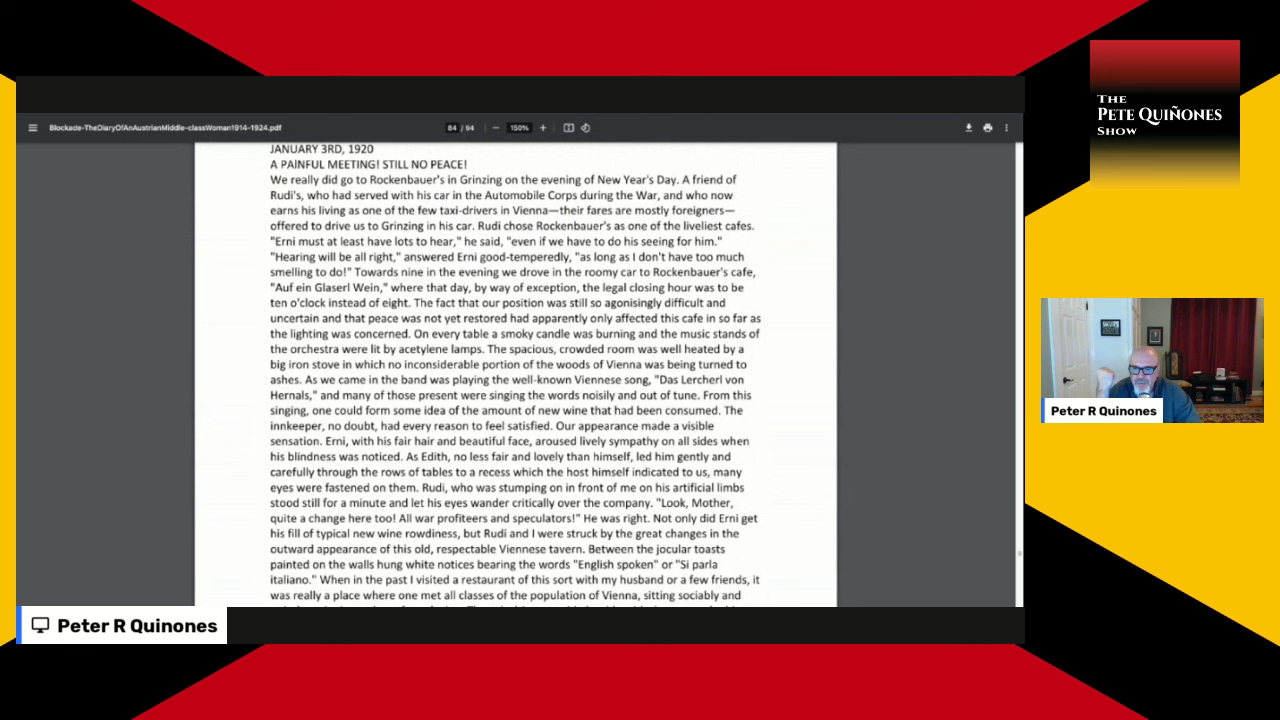 THE
PETE QUIÑONES
SHOW
Blockade-TheDiaryOfAnAustrianMiddle-classWoman1914-1924.pdf
84 / 94
150%
JANUARY 3RD, 1920
A PAINFUL MEETING! STILL NO PEACE!
We really did go to Rockenbauer's in Grinzing on the evening of New Year's Day. A friend of
Rudi's, who had served with his car in the Automobile Corps during the War, and who now
earns his living as one of the few taxi-drivers in Vienna—their fares are mostly foreigners—
offered to drive us to Grinzing in his car. Rudi chose Rockenbauer's as one of the liveliest cafes.
"Erni must at least have lots to hear," he said, "even if we have to do his seeing for him."
"Hearing will be all right," answered Erni good-temperedly, "as long as I don't have too much
smelling to do!" Towards nine in the evening we drove in the roomy car to Rockenbauer's cafe,
"Auf ein Glaserl Wein," where that day, by way of exception, the legal closing hour was to be
ten o'clock instead of eight. The fact that our position was still so agonisingly difficult and
uncertain and that peace was not yet restored had apparently only affected this cafe in so far as
the lighting was concerned. On every table a smoky candle was burning and the music stands of
the orchestra were lit by acetylene lamps. The spacious, crowded room was well heated by a
big iron stove in which no inconsiderable portion of the woods of Vienna was being turned to
ashes. As we came in the band was playing the well-known Viennese song, "Das Lercherl von
Hernals," and many of those present were singing the words noisily and out of tune. From this
singing, one could form some idea of the amount of new wine that had been consumed. The
innkeeper, no doubt, had every reason to feel satisfied. Our appearance made a visible
sensation. Erni, with his fair hair and beautiful face, aroused lively sympathy on all sides when
his blindness was noticed. As Edith, no less fair and lovely than himself, led him gently and
carefully through the rows of tables to a recess which the host himself indicated to us, many
eyes were fastened on them. Rudi, who was stumping on in front of me on his artificial limbs
stood still for a minute and let his eyes wander critically over the company. "Look, Mother,
quite a change here too! All war profiteers and speculators!" He was right. Not only did Erni get
his fill of typical new wine rowdiness, but Rudi and I were struck by the great changes in the
outward appearance of this old, respectable Viennese tavern. Between the jocular toasts
painted on the walls hung white notices bearing the words "English spoken" or "Si parla
italiano." When in the past I visited a restaurant of this sort with my husband or a few friends, it
was really a place where one met all classes of the population of Vienna, sitting sociably and
Peter R Quinones
Peter R Quinones